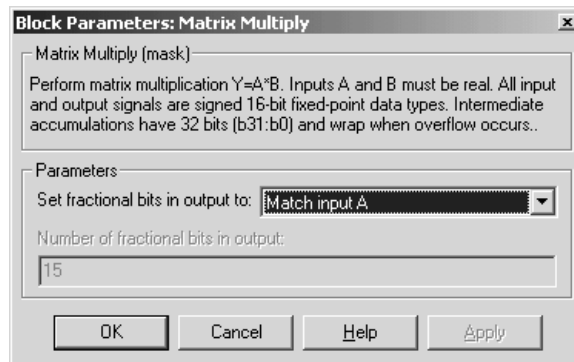 Block Parameters: Matrix Multiply
Matrix Multiply (mask)
Perform matrix multiplication Y=A*B. Inputs A and B must be real. All input
and output signals are signed 16-bit fixed-point data types. Intermediate
accumulations have 32 bits (b31:b0) and wrap when overflow occurs..
Parameters
Set fractional bits in output to: Match input A
Number of fractional bits in output:
15
OK Cancel Help Apply